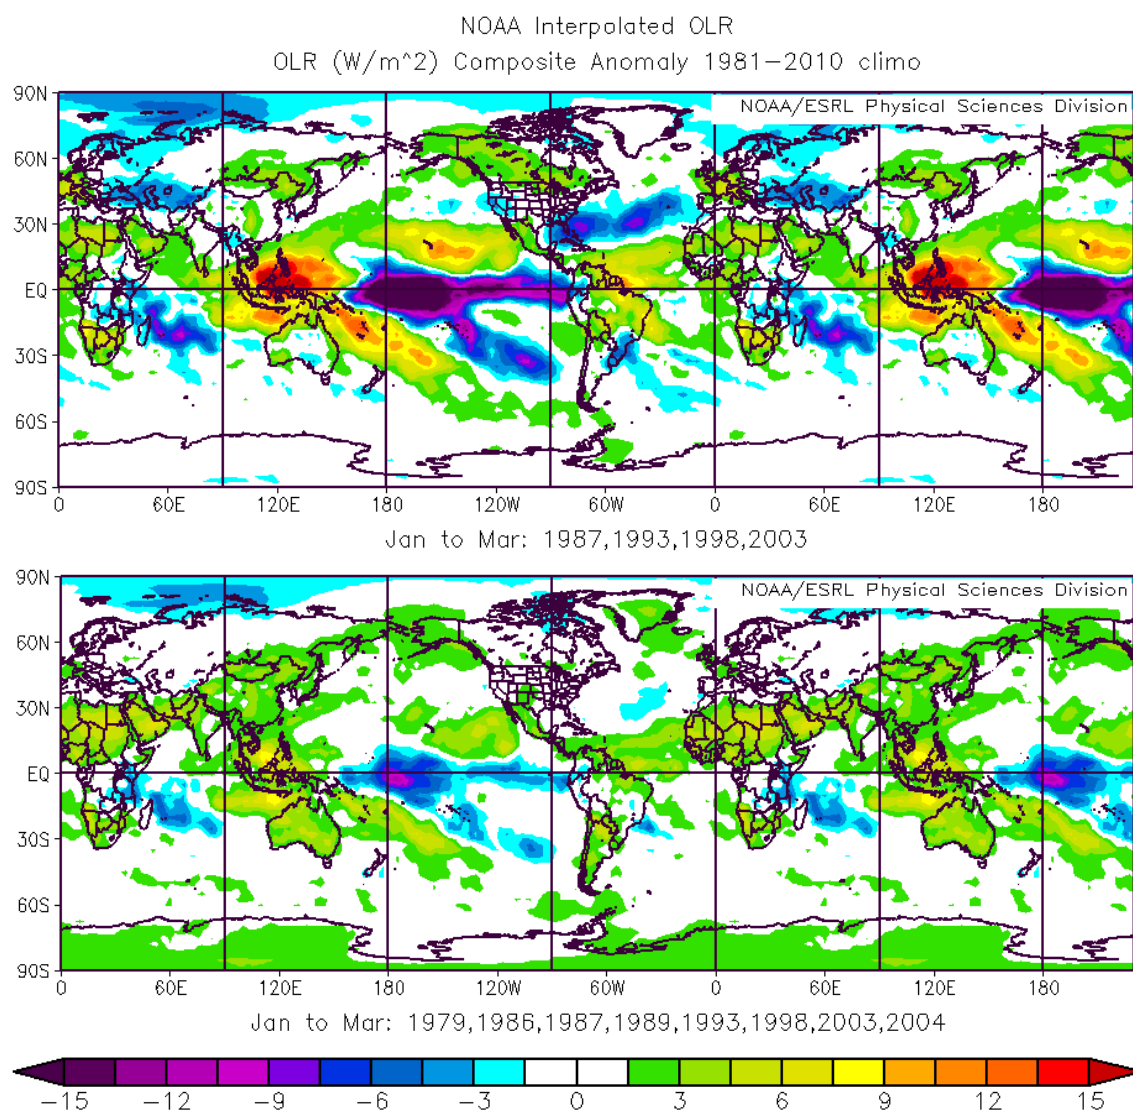 NOAA Interpolated OLR
OLR (W/m^2) Composite Anomaly 1981-2010 climo
NOAA/ESRL Physical Sciences Division
90N
60N
30N
EQ
30S
60S
90S
0 60E 120E 180 120W 60W 0 60E 120E 180
Jan to Mar: 1987,1993,1998,2003
NOAA/ESRL Physical Sciences Division
90N
60N
30N
EQ
30S
60S
90S
0 60E 120E 180 120W 60W 0 60E 120E 180
Jan to Mar: 1979,1986,1987,1989,1993,1998,2003,2004
-15 -12 -9 -6 -3 0 3 6 9 12 15